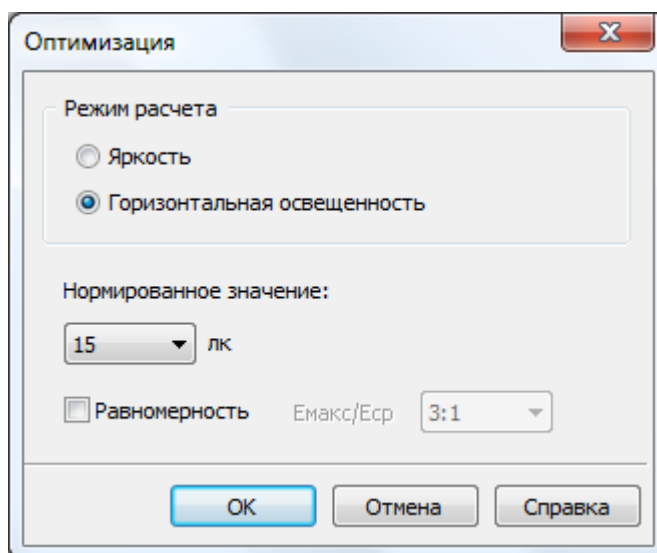 Оптимизация
Режим расчета
Яркость
Горизонтальная освещенность
Нормированное значение:
15 лк
Равномерность Емакс/Еср 3:1
OK Отмена Справка